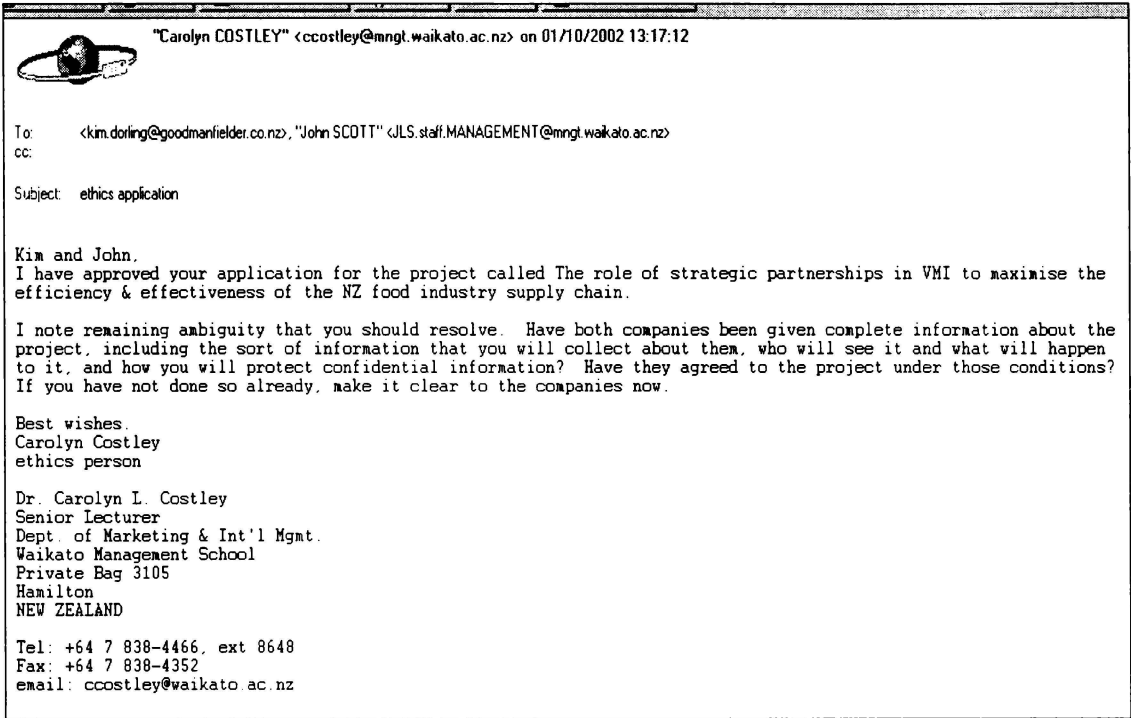 "Carolyn COSTLEY" <ccostley@mngt.waikato.ac.nz> on 01/10/2002 13:17:12
To: <kim.dorling@goodmanfielder.co.nz>, "John SCOTT" <JLS.staff.MANAGEMENT@mngt.waikato.ac.nz>
cc:
Subject: ethics application
Kim and John,
I have approved your application for the project called The role of strategic partnerships in VMI to maximise the
efficiency & effectiveness of the NZ food industry supply chain.
I note remaining ambiguity that you should resolve. Have both companies been given complete information about the
project, including the sort of information that you will collect about them, who will see it and what will happen
to it, and how you will protect confidential information? Have they agreed to the project under those conditions?
If you have not done so already, make it clear to the companies now.
Best wishes.
Carolyn Costley
ethics person
Dr. Carolyn L. Costley
Senior Lecturer
Dept. of Marketing & Int'l Mgmt.
Waikato Management School
Private Bag 3105
Hamilton
NEW ZEALAND
Tel: +64 7 838-4466, ext 8648
Fax: +64 7 838-4352
email: ccostley@waikato.ac.nz